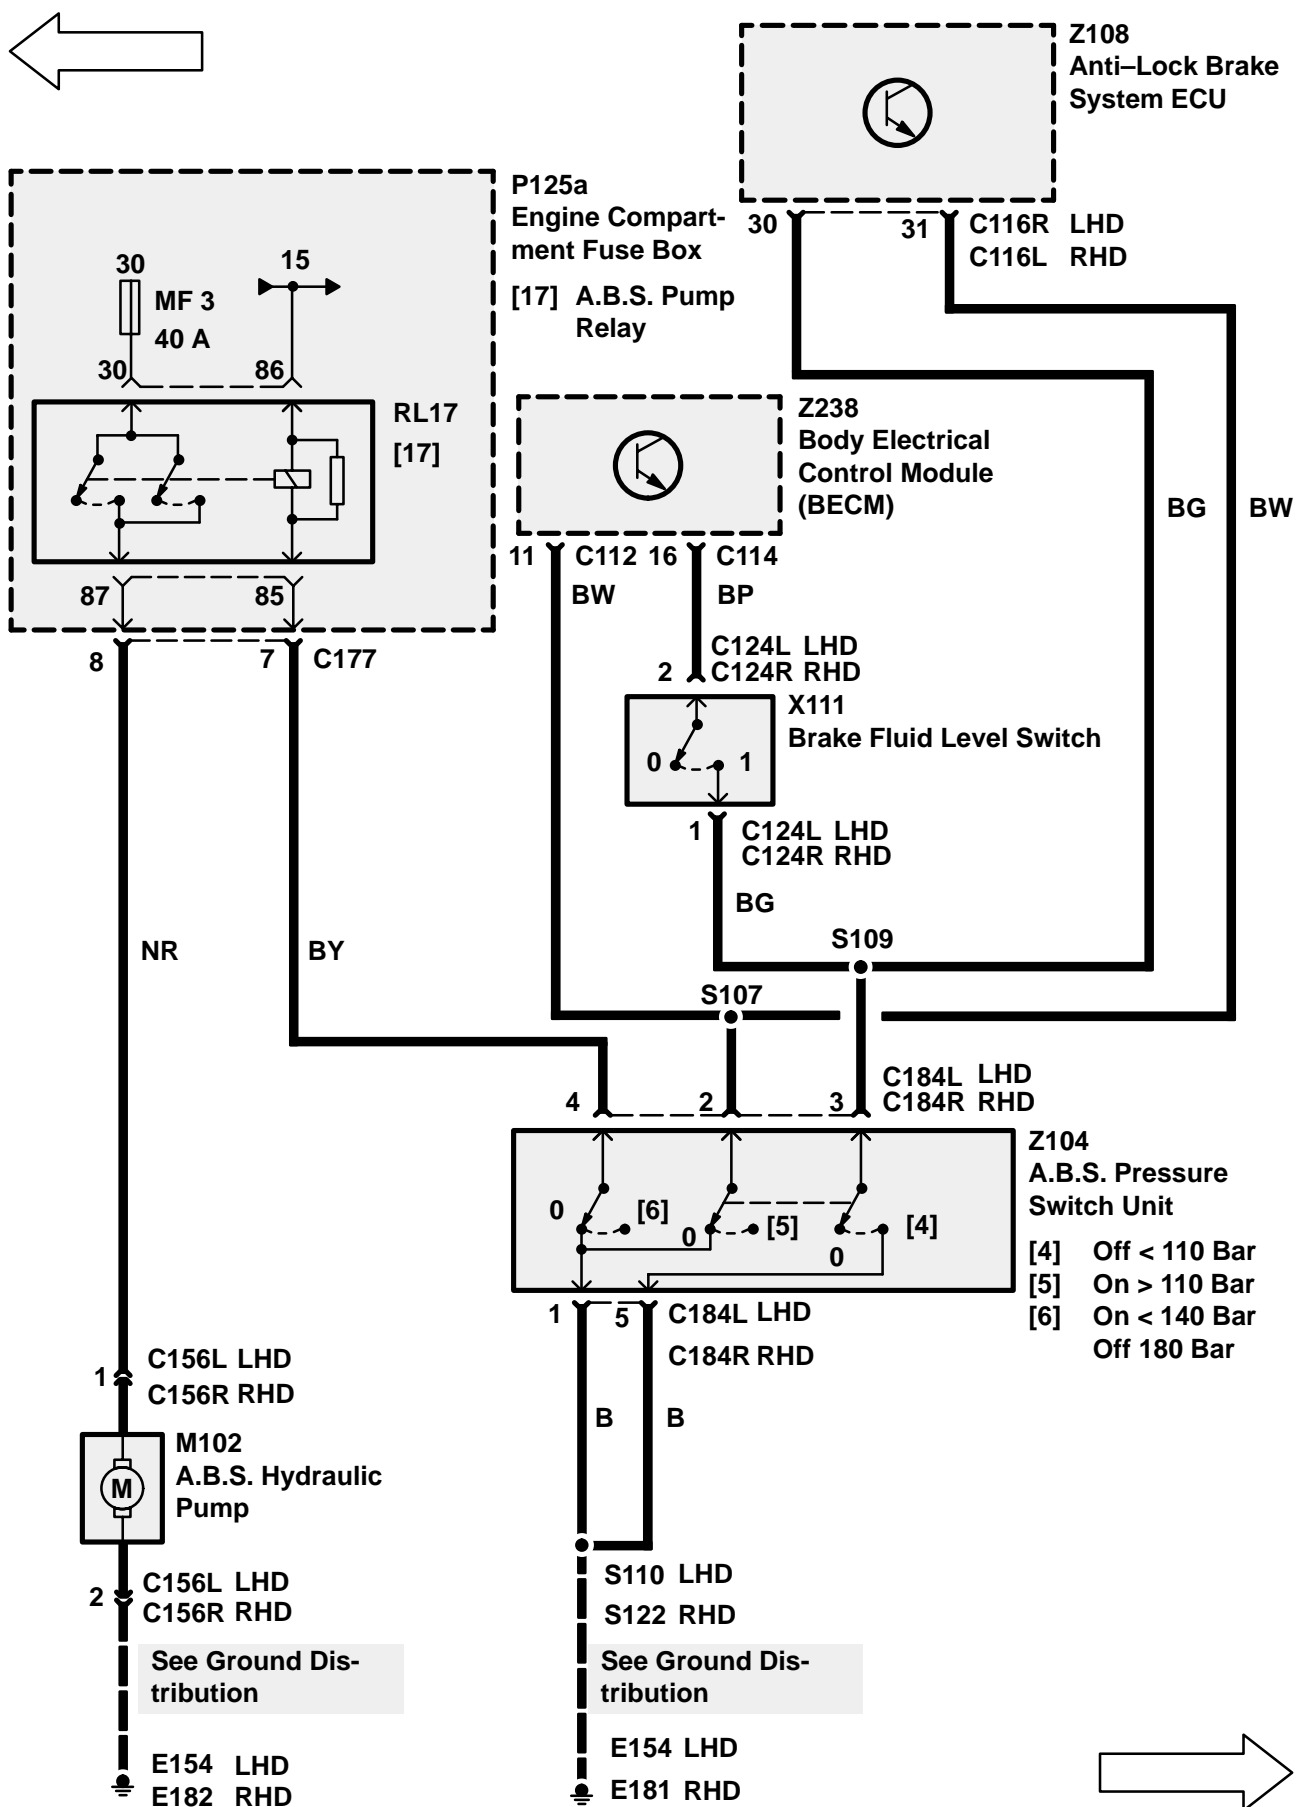 Z108
Anti–Lock Brake
System ECU
30
31
C116R LHD
C116L RHD
P125a
Engine Compart-
ment Fuse Box
[17] A.B.S. Pump
Relay
30
15
MF 3
40 A
30
86
RL17
[17]
87
85
8
7
C177
Z238
Body Electrical
Control Module
(BECM)
11
C112
16
C114
BW
BP
BG
BW
C124L LHD
2
C124R RHD
X111
Brake Fluid Level Switch
0
1
1
C124L LHD
C124R RHD
BG
NR
BY
S109
S107
C184L LHD
4
2
3
C184R RHD
Z104
A.B.S. Pressure
Switch Unit
0
[6]
0
[5]
0
[4]
[4] Off < 110 Bar
[5] On > 110 Bar
[6] On < 140 Bar
Off 180 Bar
1
5
C184L LHD
C184R RHD
B
B
C156L LHD
1
C156R RHD
M102
A.B.S. Hydraulic
Pump
M
C156L LHD
2
C156R RHD
See Ground Dis-
tribution
E154 LHD
E182 RHD
S110 LHD
S122 RHD
See Ground Dis-
tribution
E154 LHD
E181 RHD